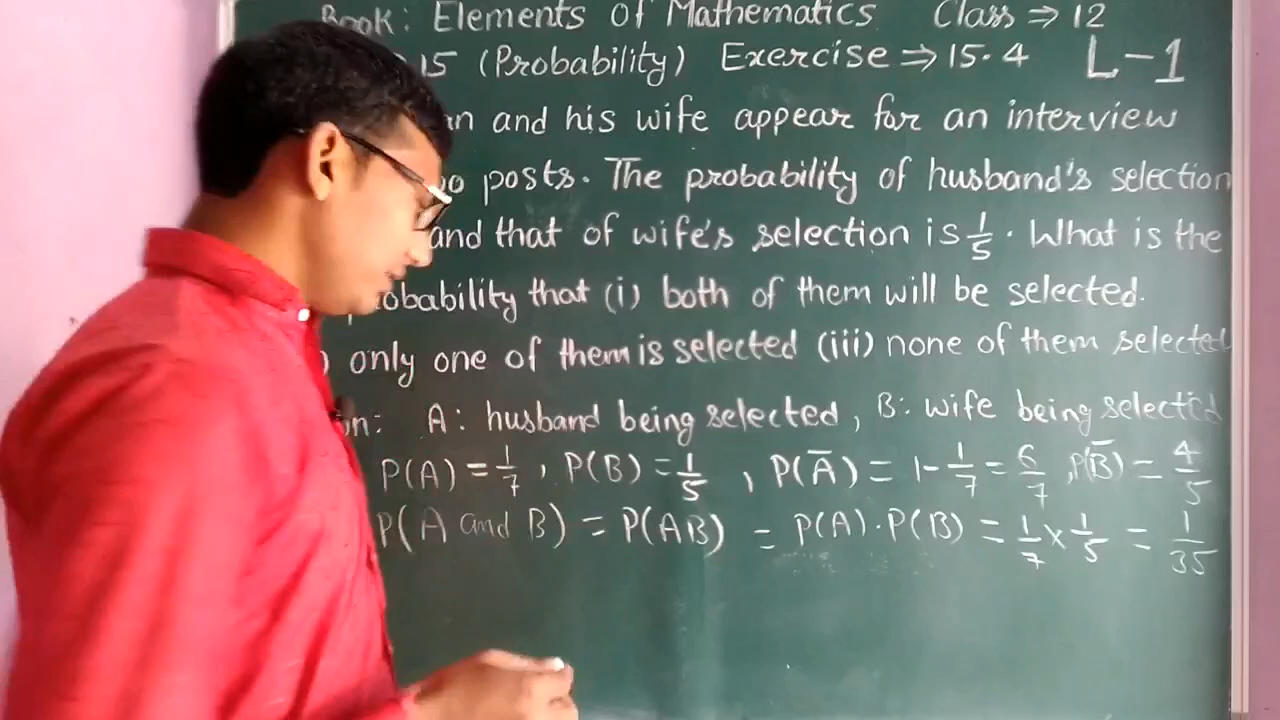 Book: Elements of Mathematics Class ⇒ 12
15 (Probability) Exercise ⇒ 15.4 L-1
and his wife appear for an interview
posts. The probability of husband's selection
and that of wife's selection is 1/5. What is the
obability that (i) both of them will be selected.
) only one of them is selected (iii) none of them selected
n: A: husband being selected, B: wife being selected
P(A) = 1/7, P(B) = 1/5, P(A̅) = 1 - 1/7 = 6/7, P(B̅) = 4/5
P(A and B) = P(AB) = P(A)·P(B) = 1/7 × 1/5 = 1/35